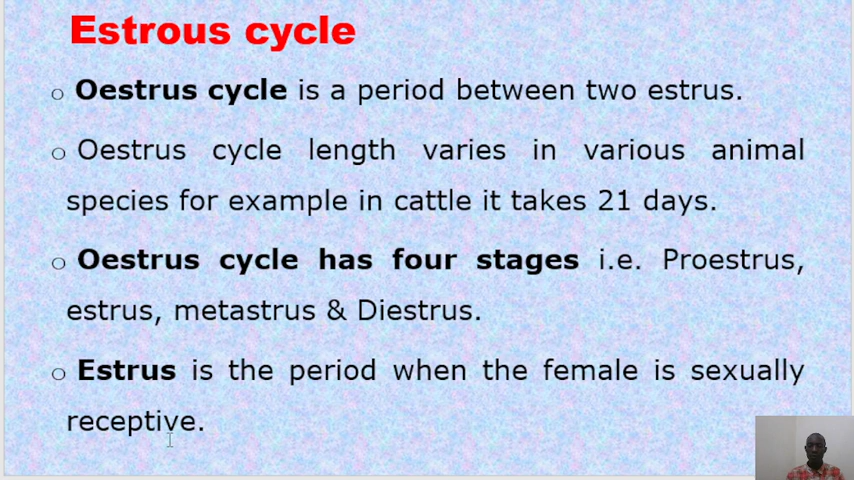 Estrous cycle
○ Oestrus cycle is a period between two estrus.
○ Oestrus cycle length varies in various animal
species for example in cattle it takes 21 days.
○ Oestrus cycle has four stages i.e. Proestrus,
estrus, metastrus & Diestrus.
○ Estrus is the period when the female is sexually
receptive.